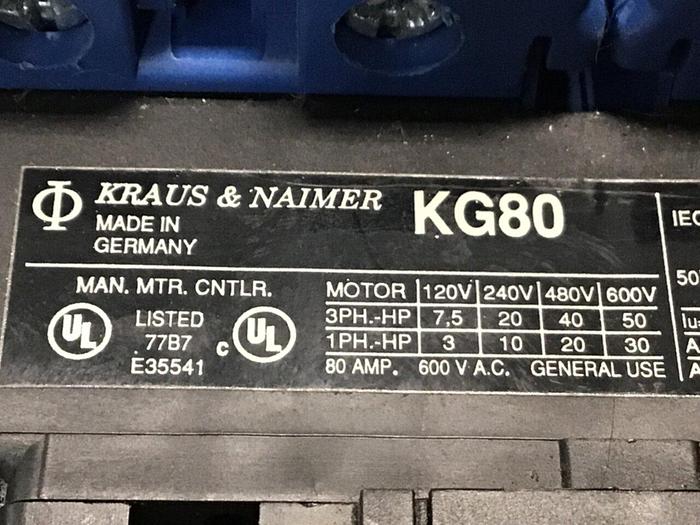 KRAUS & NAIMER KG80
MADE IN
GERMANY
MAN. MTR. CNTLR.
UL LISTED c UL
77B7
E35541
MOTOR 120V 240V 480V 600V
3PH.-HP 7,5 20 40 50
1PH.-HP 3 10 20 30
80 AMP. 600 V A.C. GENERAL USE
IEC
50
Iu
A
A